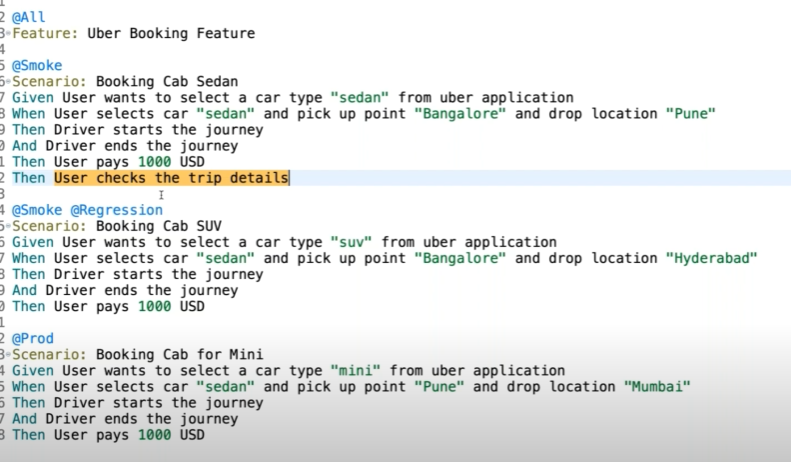 2 @All
3 Feature: Uber Booking Feature
4
5 @Smoke
6 Scenario: Booking Cab Sedan
7 Given User wants to select a car type "sedan" from uber application
8 When User selects car "sedan" and pick up point "Bangalore" and drop location "Pune"
9 Then Driver starts the journey
0 And Driver ends the journey
1 Then User pays 1000 USD
2 Then User checks the trip details
3
4 @Smoke @Regression
5 Scenario: Booking Cab SUV
6 Given User wants to select a car type "suv" from uber application
7 When User selects car "sedan" and pick up point "Bangalore" and drop location "Hyderabad"
8 Then Driver starts the journey
9 And Driver ends the journey
0 Then User pays 1000 USD
1
2 @Prod
3 Scenario: Booking Cab for Mini
4 Given User wants to select a car type "mini" from uber application
5 When User selects car "sedan" and pick up point "Pune" and drop location "Mumbai"
6 Then Driver starts the journey
7 And Driver ends the journey
8 Then User pays 1000 USD